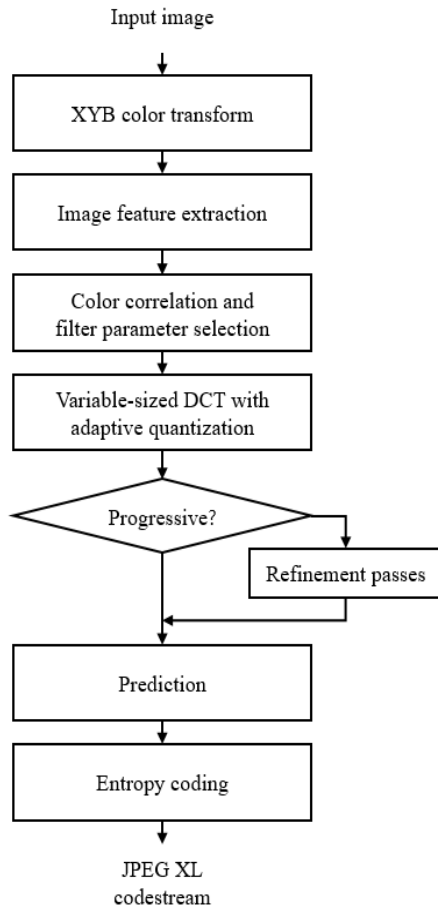 Input image
XYB color transform
Image feature extraction
Color correlation and
filter parameter selection
Variable-sized DCT with
adaptive quantization
Progressive?
Refinement passes
Prediction
Entropy coding
JPEG XL
codestream